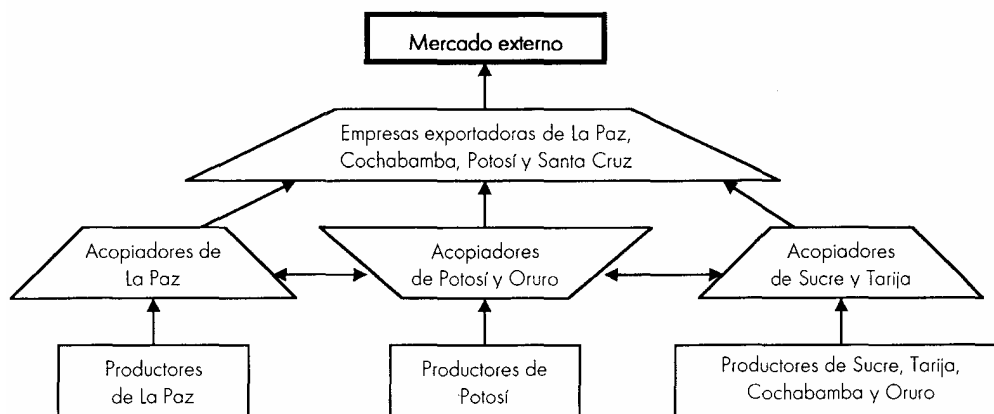 Mercado externo
Empresas exportadoras de La Paz,
Cochabamba, Potosí y Santa Cruz
Acopiadores de
La Paz
Acopiadores
de Potosí y Oruro
Acopiadores
de Sucre y Tarija
Productores
de La Paz
Productores de
Potosí
Productores de Sucre, Tarija,
Cochabamba y Oruro